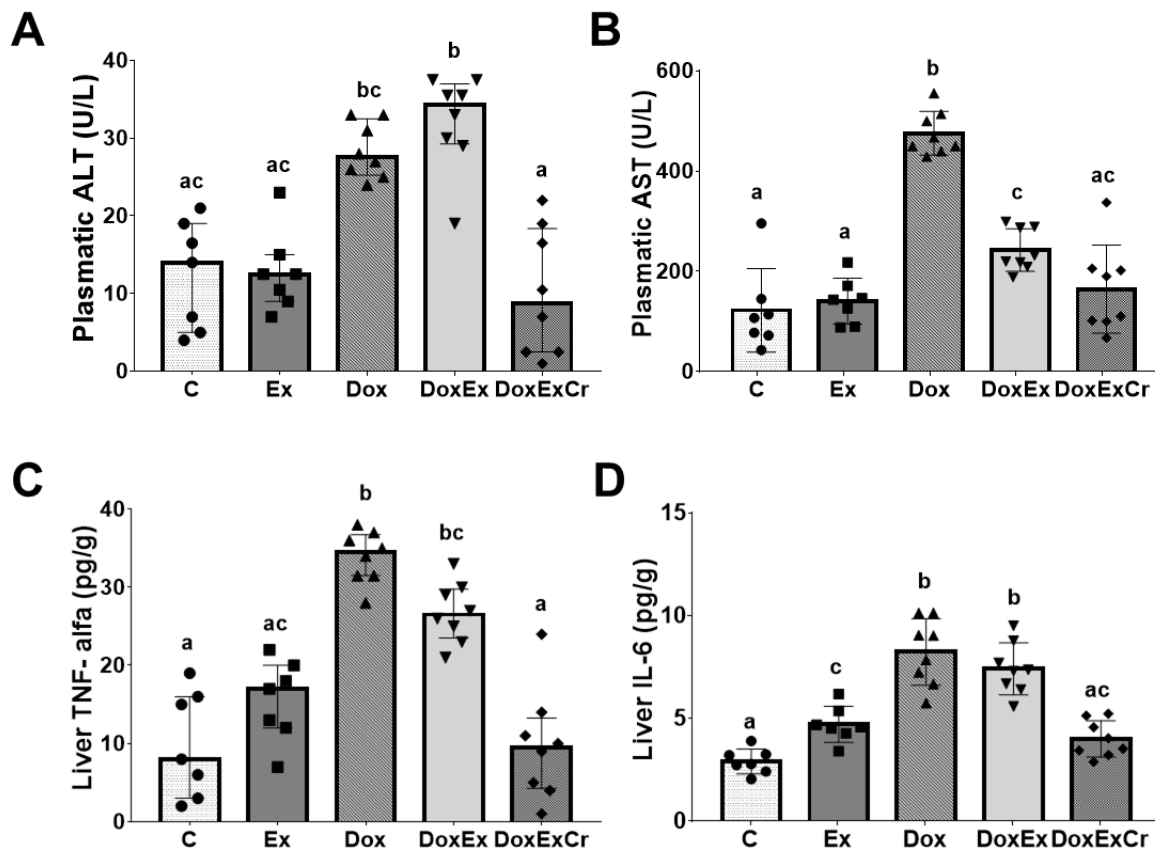 A
Plasmatic ALT (U/L)
40
30
20
10
0
ac
ac
bc
b
a
C Ex Dox DoxEx DoxExCr
B
Plasmatic AST (U/L)
600
400
200
0
a
a
b
c
ac
C Ex Dox DoxEx DoxExCr
C
Liver TNF- alfa (pg/g)
40
30
20
10
0
a
ac
b
bc
a
C Ex Dox DoxEx DoxExCr
D
Liver IL-6 (pg/g)
15
10
5
0
a
c
b
b
ac
C Ex Dox DoxEx DoxExCr